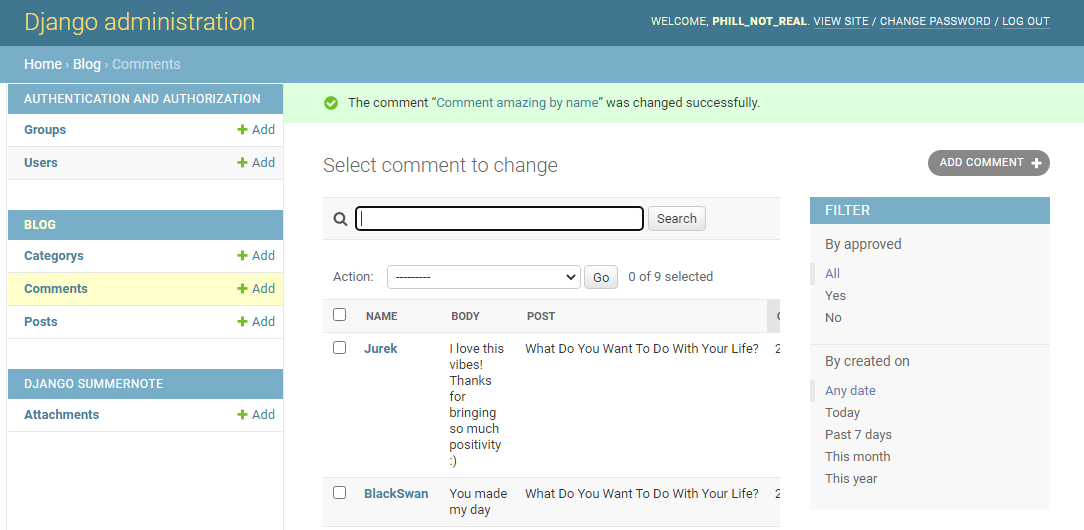 Django administration
WELCOME, PHILL_NOT_REAL. VIEW SITE / CHANGE PASSWORD / LOG OUT
Home › Blog › Comments
AUTHENTICATION AND AUTHORIZATION
Groups + Add
Users + Add
BLOG
Categorys + Add
Comments + Add
Posts + Add
DJANGO SUMMERNOTE
Attachments + Add
The comment “Comment amazing by name” was changed successfully.
Select comment to change
ADD COMMENT +
Search
Action: --------- Go 0 of 9 selected
NAME BODY POST
Jurek I love this What Do You Want To Do With Your Life? 2
vibes!
Thanks
for
bringing
so much
positivity
:)
BlackSwan You made What Do You Want To Do With Your Life? 2
my day
FILTER
By approved
All
Yes
No
By created on
Any date
Today
Past 7 days
This month
This year